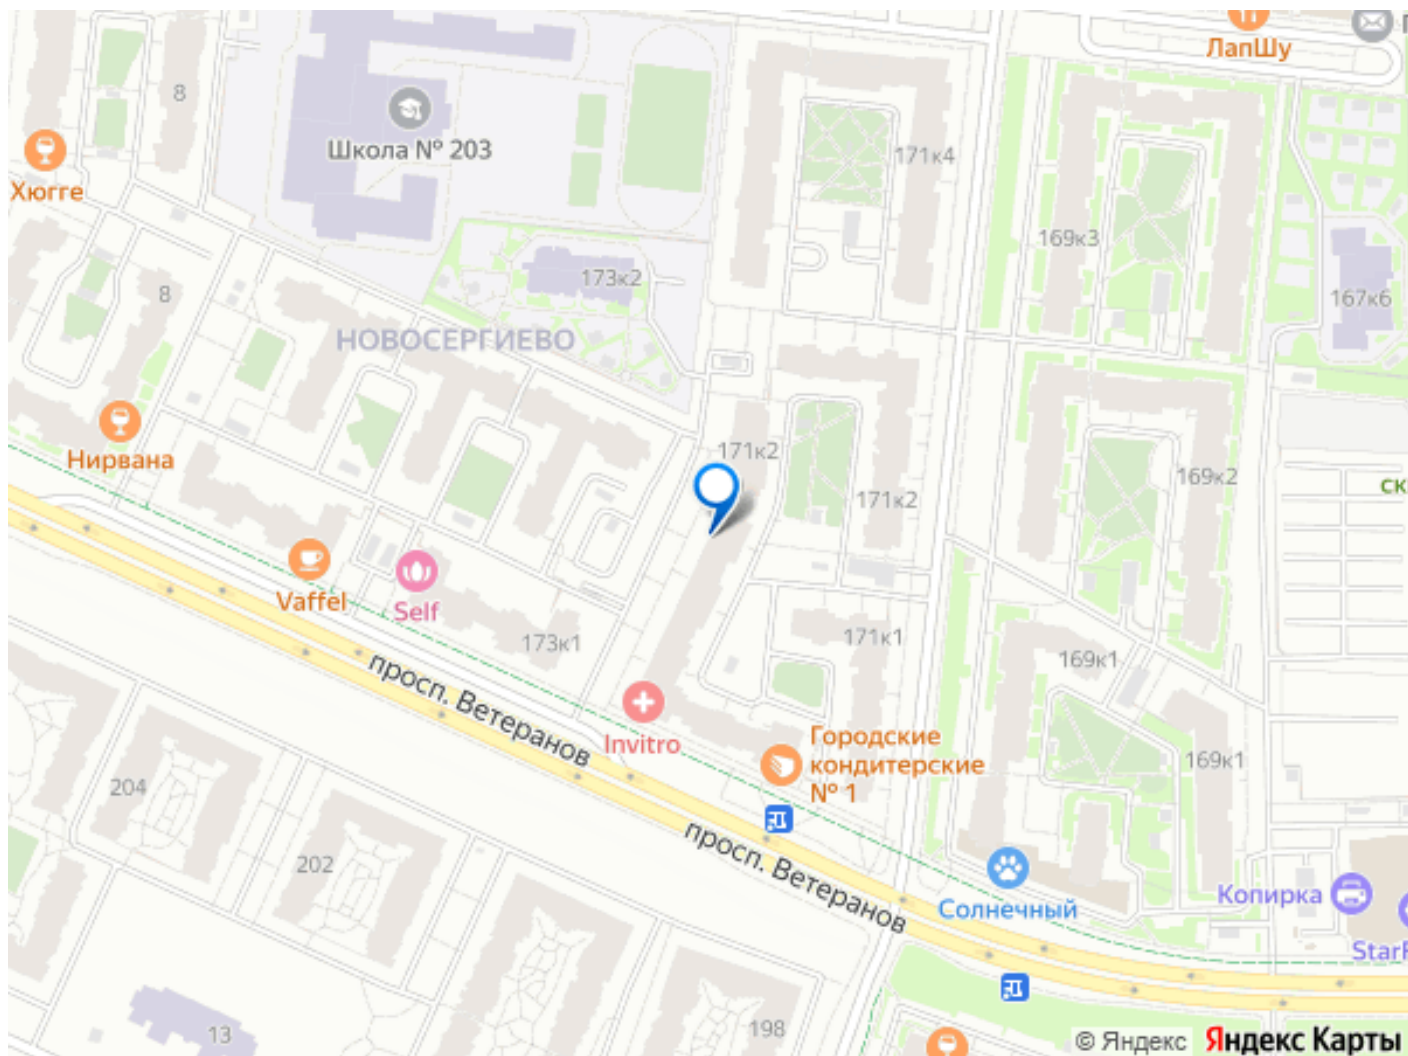 ЛапШу
8
Школа № 203
171к4
Хюгге
169к3
173к2
8
167к6
НОВОСЕРГИЕВО
Нирвана
171к2
169к2
171к2
ск
Vaffel
Self
173к1
171к1
169к1
просп. Ветеранов
Invitro
Городские
кондитерские
№ 1
169к1
204
просп. Ветеранов
202
Копирка
Солнечный
Star
13
198
© Яндекс
Яндекс Карты